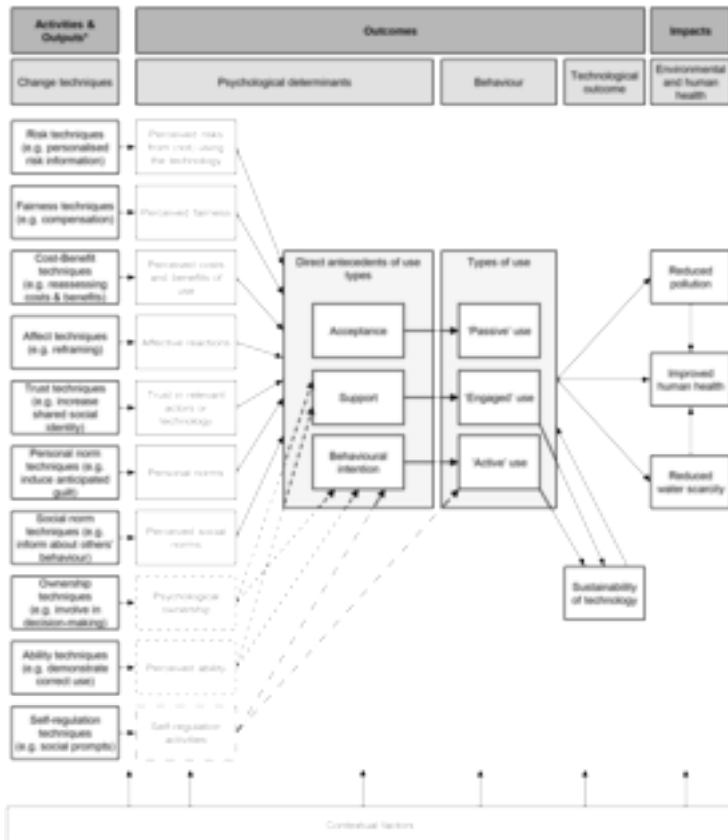 Activities &
Outputs*
Outcomes
Impacts
Change techniques
Psychological determinants
Behaviour
Technological
outcome
Environmental
and human
health
Risk techniques
(e.g. personalised
risk information)
Perceived risks
from (not) using
the technology
Fairness techniques
(e.g. compensation)
Perceived fairness
Cost-Benefit
techniques
(e.g. reassessing
costs & benefits)
Perceived costs
and benefits of
use
Affect techniques
(e.g. reframing)
Affective reactions
Trust techniques
(e.g. increase
shared social
identity)
Trust in relevant
actors or
technology
Personal norm
techniques (e.g.
induce anticipated
guilt)
Personal norms
Social norm
techniques (e.g.
inform about others'
behaviour)
Perceived social
norms
Ownership
techniques
(e.g. involve in
decision-making)
Psychological
ownership
Ability techniques
(e.g. demonstrate
correct use)
Perceived ability
Self-regulation
techniques
(e.g. social prompts)
Self-regulation
activities
Direct antecedents of use
types
Acceptance
Support
Behavioural
intention
Types of use
'Passive' use
'Engaged' use
'Active' use
Sustainability
of technology
Reduced
pollution
Improved
human health
Reduced
water scarcity
Contextual factors